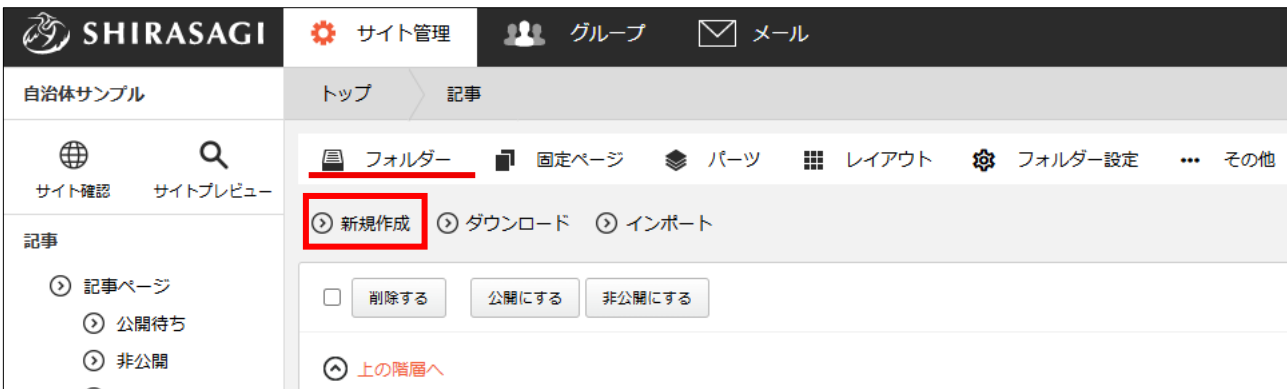 SHIRASAGI サイト管理 グループ メール
自治体サンプル トップ 記事
サイト確認 サイトプレビュー フォルダー 固定ページ パーツ レイアウト フォルダー設定 ••• その他
新規作成 ダウンロード インポート
記事
記事ページ 削除する 公開にする 非公開にする
公開待ち
非公開 上の階層へ